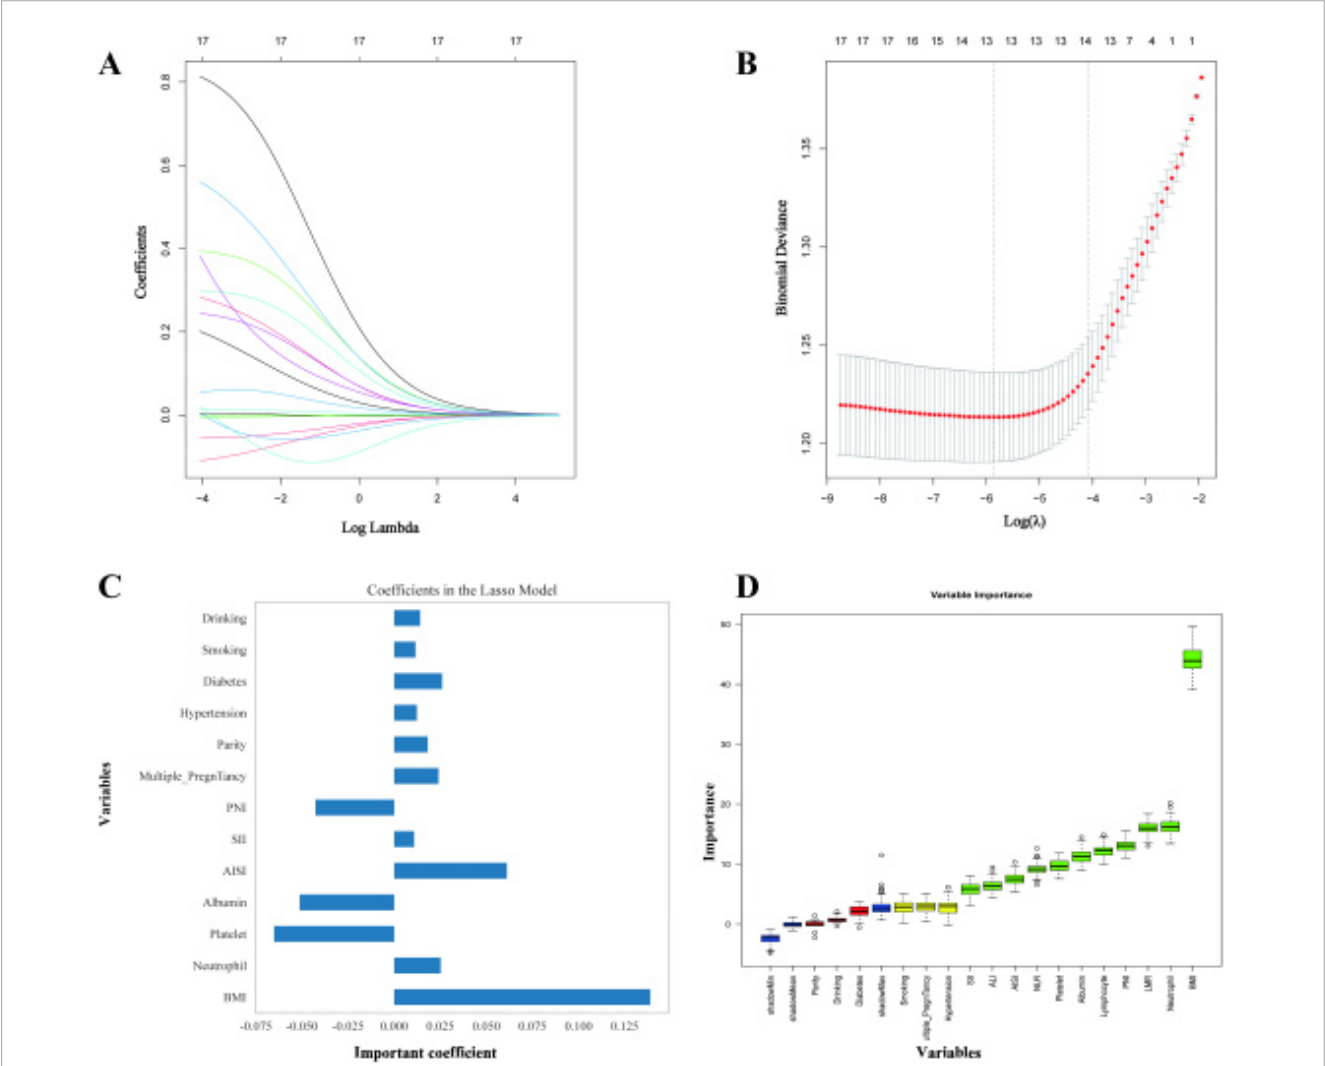 A
17 17 17 17 17
0.8
0.6
0.4
0.2
0.0
Coefficients
-4 -2 0 2 4
Log Lambda
B
17 17 17 16 15 14 13 13 13 13 14 13 7 4 1 1
1.35
1.30
1.25
1.20
Binomial Deviance
-9 -8 -7 -6 -5 -4 -3 -2
Log(λ)
C
Coefficients in the Lasso Model
Drinking
Smoking
Diabetes
Hypertension
Parity
Multiple_PregnTancy
PNI
SII
AISI
Albumin
Platelet
Neutrophil
BMI
Variables
-0.075 -0.050 -0.025 0.000 0.025 0.050 0.075 0.100 0.125
Important coefficient
D
Variable Importance
50
40
30
20
10
0
Importance
shadowMin
shadowMean
Parity
Drinking
Diabetes
shadowMax
Smoking
ultiple_PregnTancy
Hypertension
SII
ALI
AISI
NLR
Platelet
Albumin
Lymphocyte
PNI
LMR
Neutrophil
BMI
Variables